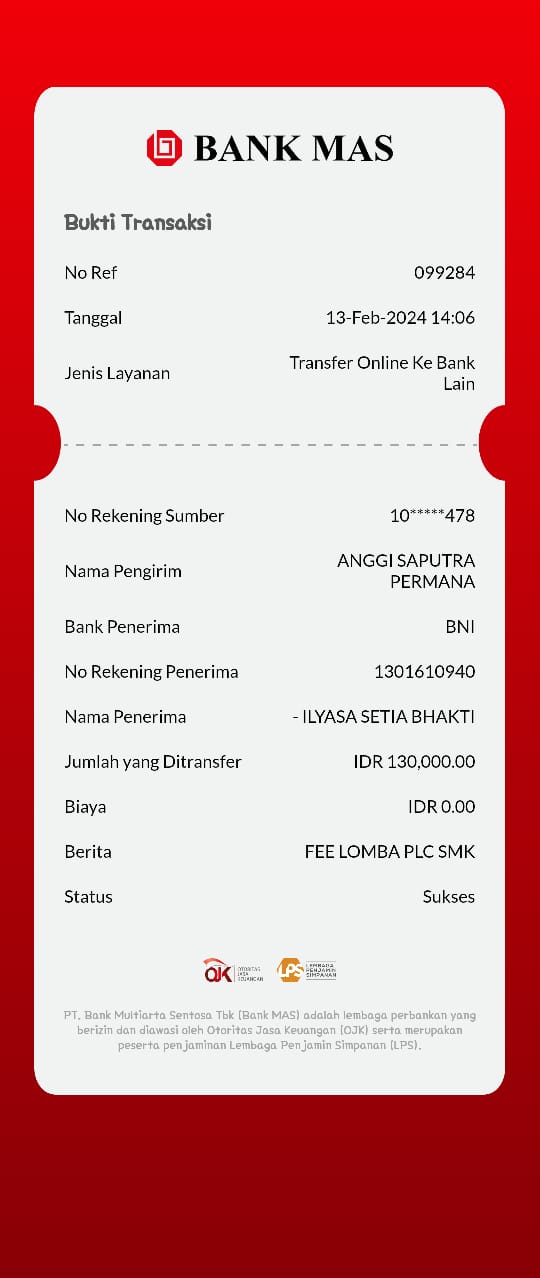 BANK MAS
Bukti Transaksi
No Ref 099284
Tanggal 13-Feb-2024 14:06
Jenis Layanan Transfer Online Ke Bank
Lain
No Rekening Sumber 10*****478
Nama Pengirim ANGGI SAPUTRA
PERMANA
Bank Penerima BNI
No Rekening Penerima 1301610940
Nama Penerima - ILYASA SETIA BHAKTI
Jumlah yang Ditransfer IDR 130,000.00
Biaya IDR 0.00
Berita FEE LOMBA PLC SMK
Status Sukses
OJK OTORITAS
JASA
KEUANGAN
LPS LEMBAGA
PENJAMIN
SIMPANAN
PT. Bank Multiarta Sentosa Tbk (Bank MAS) adalah lembaga perbankan yang
berizin dan diawasi oleh Otoritas Jasa Keuangan (OJK) serta merupakan
peserta penjaminan Lembaga Penjamin Simpanan (LPS).